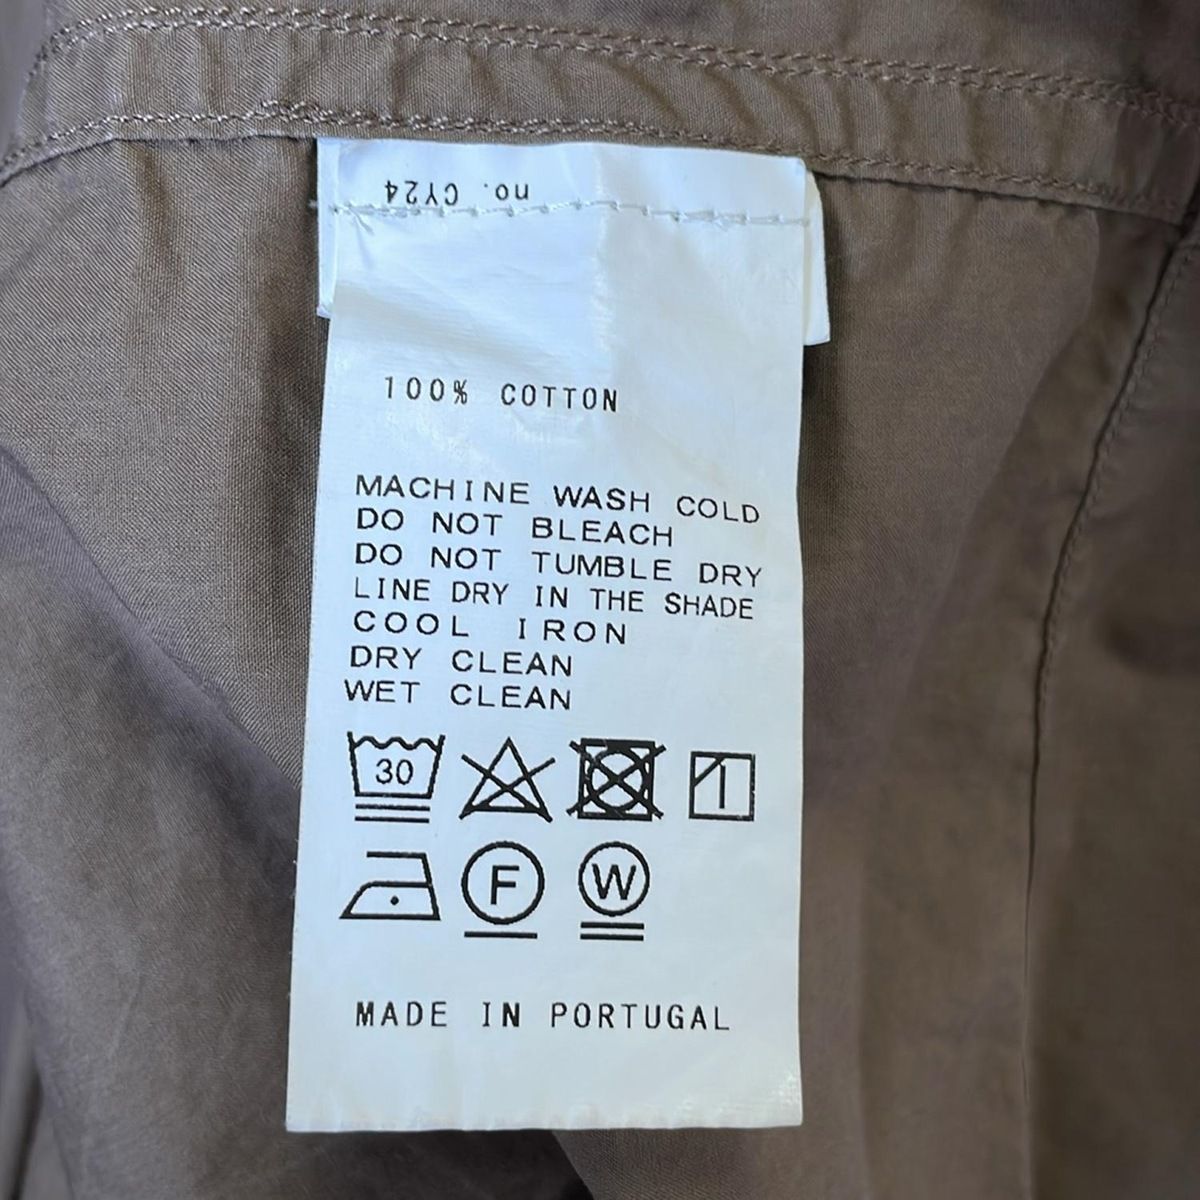 no. CY24
100% COTTON
MACHINE WASH COLD
DO NOT BLEACH
DO NOT TUMBLE DRY
LINE DRY IN THE SHADE
COOL IRON
DRY CLEAN
WET CLEAN
30
F W
MADE IN PORTUGAL